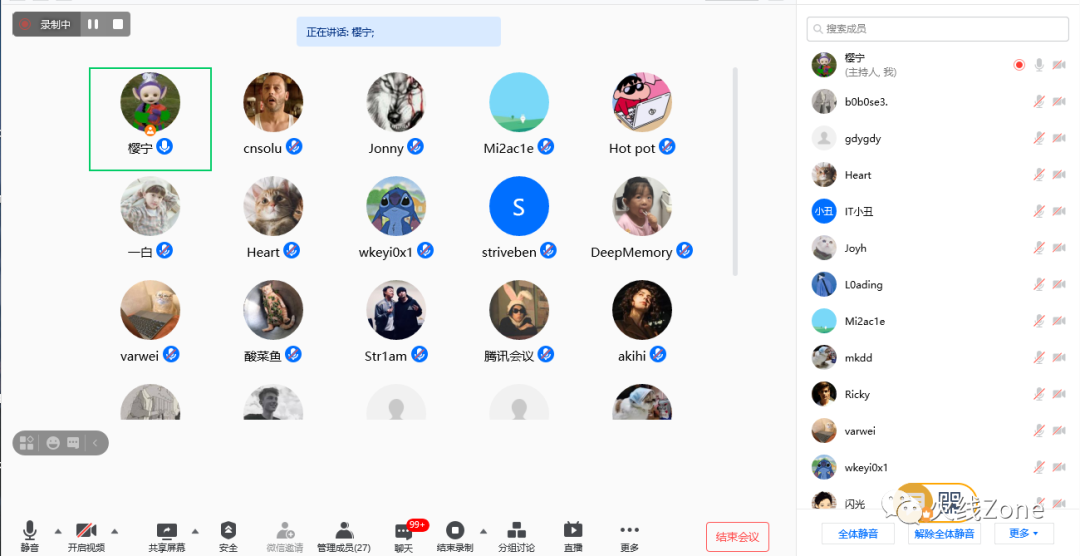 录制中
正在讲话: 樱宁;
樱宁
cnsolu
Jonny
Mi2ac1e
Hot pot
一白
Heart
wkeyi0x1
S
striveben
DeepMemory
varwei
酸菜鱼
Str1am
腾讯会议
akihi
静音
开启视频
共享屏幕
安全
微信邀请
管理成员(27)
99+
聊天
结束录制
分组讨论
直播
更多
结束会议
搜索成员
樱宁
(主持人, 我)
b0b0se3.
gdygdy
Heart
小丑
IT小丑
Joyh
L0ading
Mi2ac1e
mkdd
Ricky
varwei
wkeyi0x1
闪光
火线Zone
全体静音
解除全体静音
更多